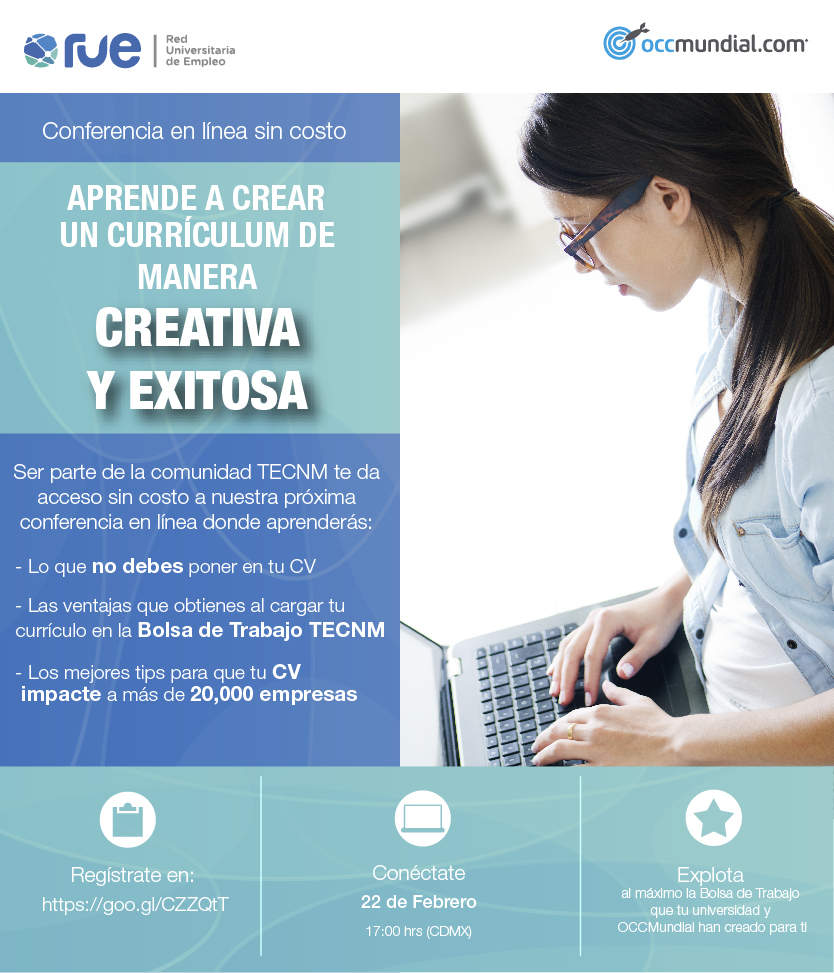 rue
Red
Universitaria
de Empleo
occmundial.com
Conferencia en línea sin costo
APRENDE A CREAR
UN CURRÍCULUM DE
MANERA
CREATIVA
Y EXITOSA
Ser parte de la comunidad TECNM te da
acceso sin costo a nuestra próxima
conferencia en línea donde aprenderás:
- Lo que no debes poner en tu CV
- Las ventajas que obtienes al cargar tu
currículo en la Bolsa de Trabajo TECNM
- Los mejores tips para que tu CV
impacte a más de 20,000 empresas
Regístrate en:
https://goo.gl/CZZQtT
Conéctate
22 de Febrero
17:00 hrs (CDMX)
Explota
al máximo la Bolsa de Trabajo
que tu universidad y
OCCMundial han creado para ti